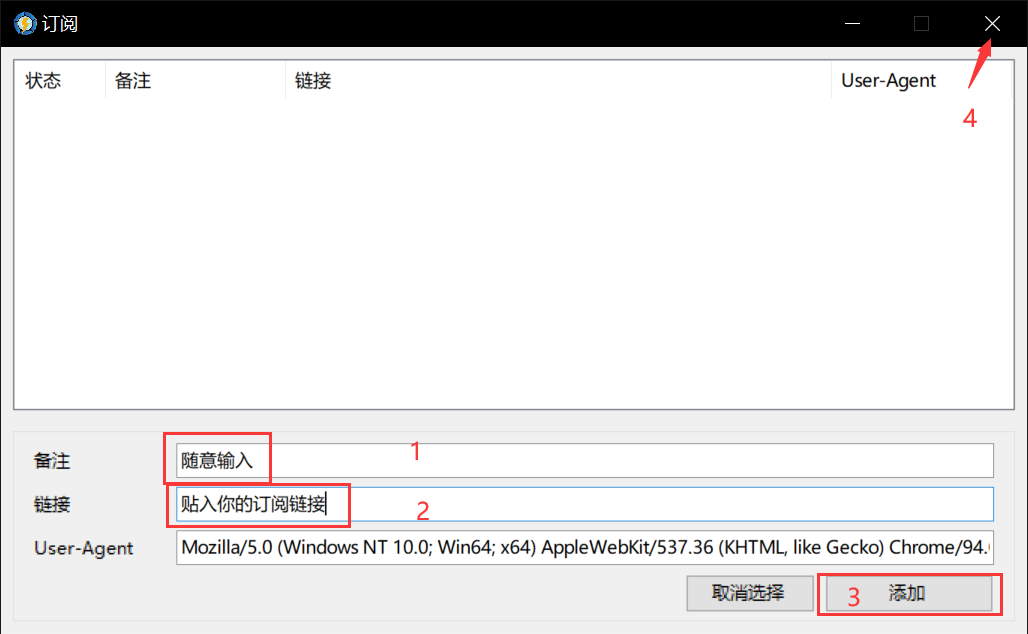 订阅
状态 备注 链接 User-Agent
4
备注 随意输入 1
链接 贴入你的订阅链接 2
User-Agent Mozilla/5.0 (Windows NT 10.0; Win64; x64) AppleWebKit/537.36 (KHTML, like Gecko) Chrome/94.
取消选择 3 添加